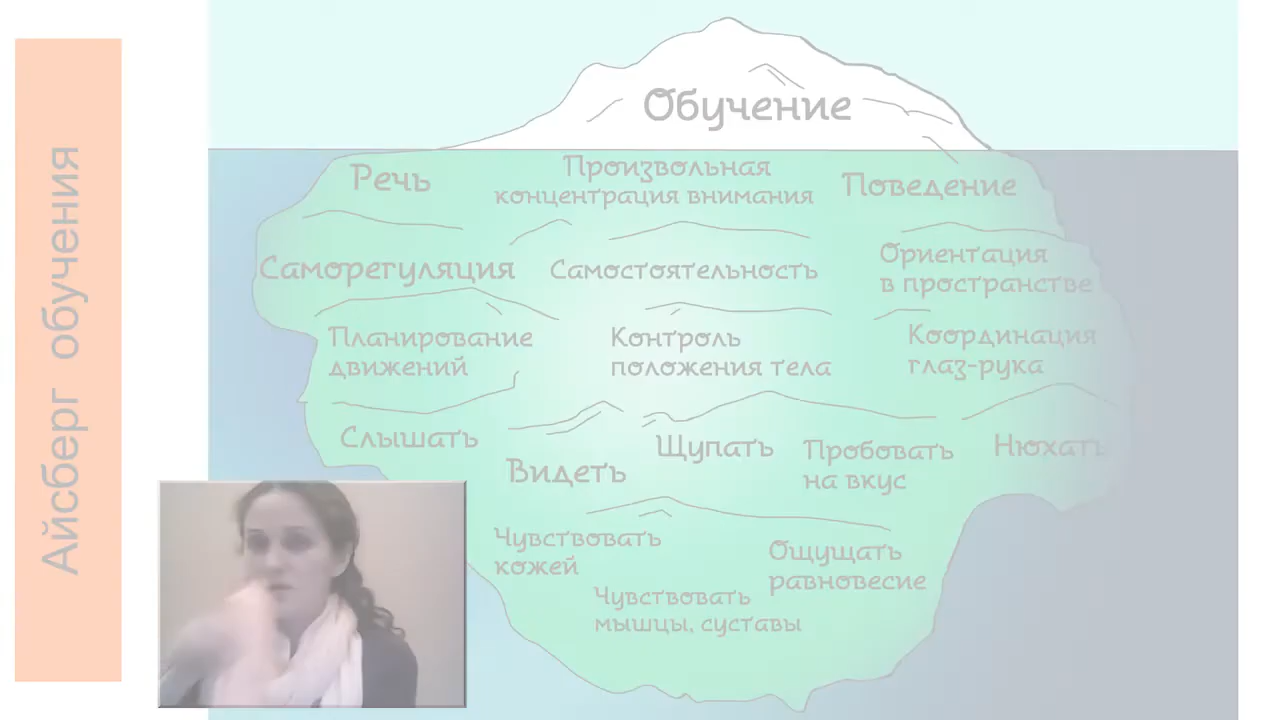 Айсберг обучения
Обучение
Речь
Произвольная
концентрация внимания
Поведение
Саморегуляция
Самостоятельность
Ориентация
в пространстве
Планирование
движений
Контроль
положения тела
Координация
глаз-рука
Слышать
Видеть
Щупать
Пробовать
на вкус
Нюхать
Чувствовать
кожей
Ощущать
равновесие
Чувствовать
мышцы, суставы